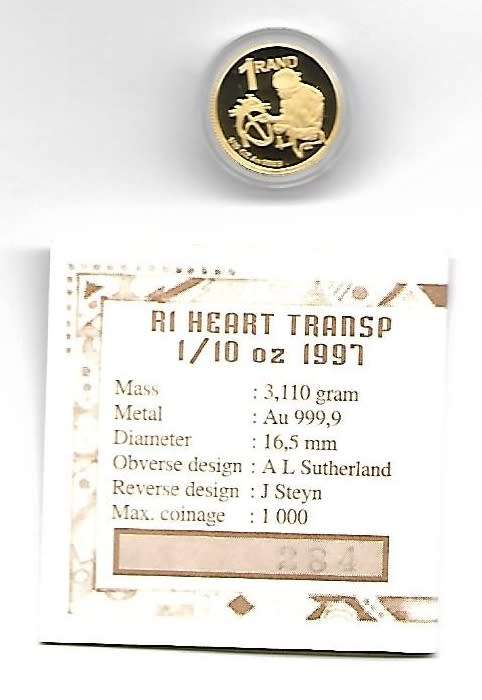 1 RAND
R1 HEART TRANSP
1/10 oz 1997
Mass : 3,110 gram
Metal : Au 999,9
Diameter : 16,5 mm
Obverse design : A L Sutherland
Reverse design : J Steyn
Max. coinage : 1 000
284